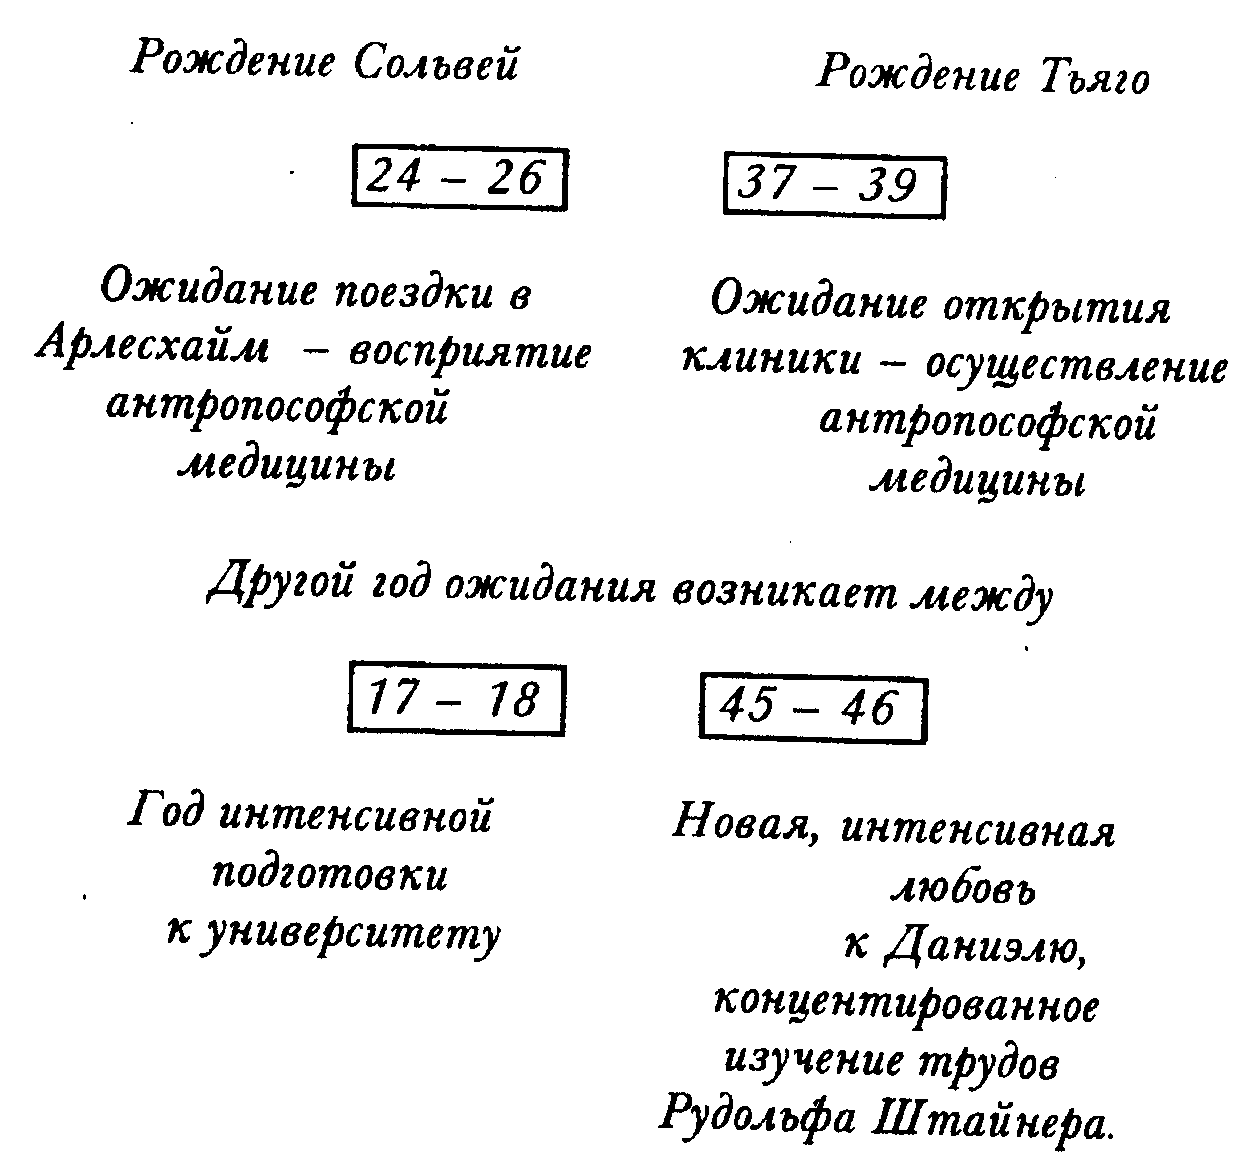 Рождение Сольвей
Рождение Тьяго
24 – 26
37 – 39
Ожидание поездки в
Арлесхайм – восприятие
антропософской
медицины
Ожидание открытия
клиники – осуществление
антропософской
медицины
Другой год ожидания возникает между
17 – 18
45 – 46
Год интенсивной
подготовки
к университету
Новая, интенсивная
любовь
к Даниэлю,
концентированное
изучение трудов
Рудольфа Штайнера.